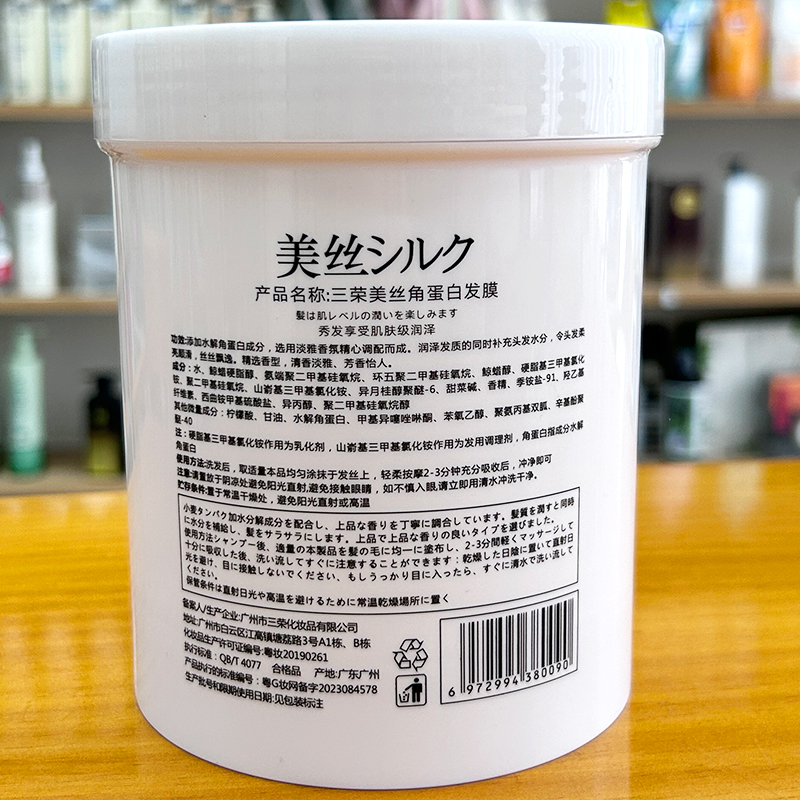 美丝シルク
产品名称:三荣美丝角蛋白发膜
髪は肌レベルの潤いを楽しみます
秀发享受肌肤级润泽
功效:添加水解角蛋白成分，选用淡雅香氛精心调配而成。润泽发质的同时补充头发水分，令头发柔
亮顺滑，丝丝飘逸。精选香型，清香淡雅、芳香怡人。
成分：水、鲸蜡硬脂醇、氨端聚二甲基硅氧烷、环五聚二甲基硅氧烷、鲸蜡醇、硬脂基三甲基氯化
铵、聚二甲基硅氧烷、山嵛基三甲基氯化铵、异月桂醇聚醚-6、甜菜碱、香精、季铵盐-91、羟乙基
纤维素、西曲铵甲基硫酸盐、异丙醇、聚二甲基硅氧烷醇
其他微量成分：柠檬酸、甘油、水解角蛋白、甲基异噻唑啉酮、苯氧乙醇、聚氨丙基双胍、辛基酚聚
醚-40
注：硬脂基三甲基氯化铵作用为乳化剂，山嵛基三甲基氯化铵作用为发用调理剂，角蛋白指成分水解
角蛋白
使用方法:洗发后，取适量本品均匀涂抹于发丝上，轻柔按摩2-3分钟充分吸收后，冲净即可
注意:请置放于阴凉处避免阳光直射,避免接触眼睛，如不慎入眼,请立即用清水冲洗干净。
贮存条件:置于常温干燥处，避免阳光直射或高温
小麦タンパク加水分解成分を配合し、上品な香りを丁寧に調合しています。髪質を潤すと同時
に水分を補給し、髪をサラサラにします。上品で上品な香りの良いタイプを選びました。
使用方法シャンプー後、適量の本製品を髪の毛に均一に塗布し、2-3分間軽くマッサージして
十分に吸収した後、洗い流してすぐに注意することができます：乾燥した日陰に置いて直射日
光を避け、目に接触しないでください、もしうっかり目に入ったら、すぐに清水で洗い流して
ください。
保管条件は直射日光や高温を避けるために常温乾燥場所に置く
备案人/生产企业:广州市三荣化妆品有限公司
地址:广州市白云区江高镇塘荔路3号A1栋、B栋
化妆品生产许可证编号:粤妆20190261
执行标准：QB/T 4077 合格品 产地:广东广州
产品执行的标准编号：粤G妆网备字2023084578
生产批号和限期使用日期:见包装标注
6 972994 380090